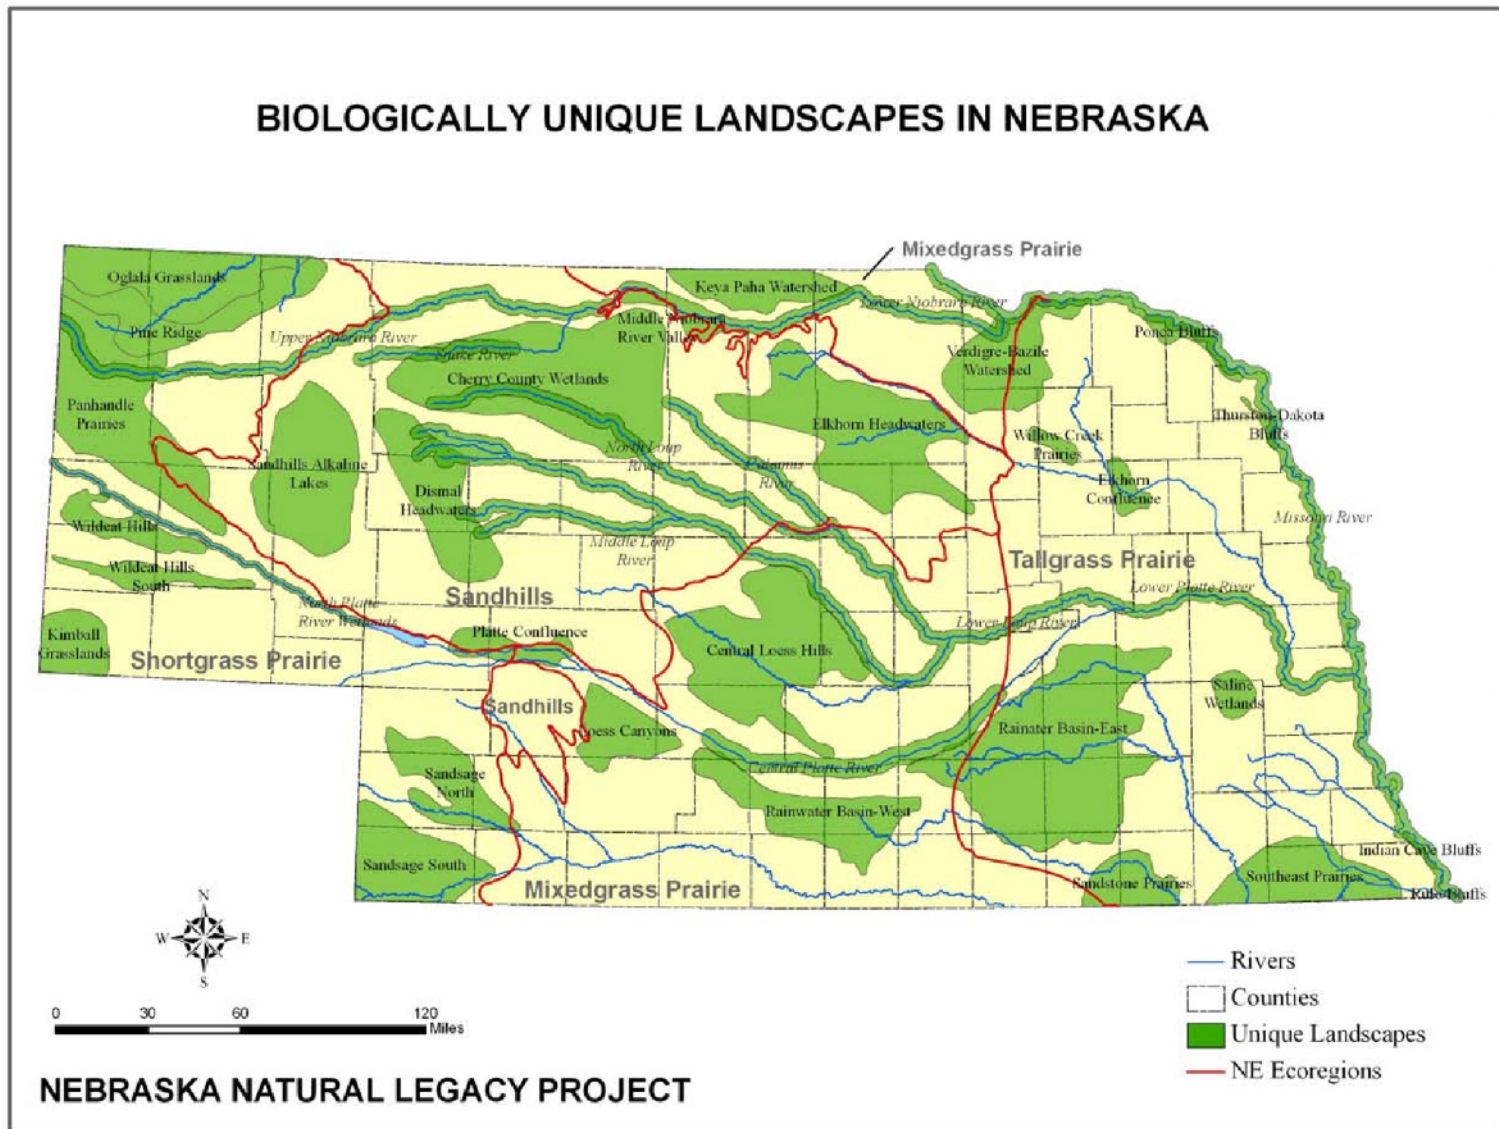 BIOLOGICALLY UNIQUE LANDSCAPES IN NEBRASKA
Mixedgrass Prairie
Oglala Grasslands
Keya Paha Watershed
Lower Niobrara River
Pine Ridge
Upper Niobrara River
Middle Niobrara
River Valley
Ponca Bluffs
Snake River
Verdigre-Bazile
Watershed
Cherry County Wetlands
Panhandle
Prairies
Elkhorn Headwaters
Thurston-Dakota
Bluffs
Willow Creek
Prairies
North Loup
River
Calamus
River
Sandhills Alkaline
Lakes
Dismal
Headwaters
Elkhorn
Confluence
Missouri River
Wildcat Hills
Middle Loup
River
Tallgrass Prairie
Wildcat Hills
South
Lower Platte River
Sandhills
North Platte
River Wetlands
Platte Confluence
Lower Loup River
Kimball
Grasslands
Shortgrass Prairie
Central Loess Hills
Saline
Wetlands
Sandhills
Loess Canyons
Rainater Basin-East
Central Platte River
Sandsage
North
Rainwater Basin-West
Indian Cave Bluffs
Sandsage South
Mixedgrass Prairie
Sandstone Prairies
Southeast Prairies
Rulo Bluffs
N
W
E
S
Rivers
Counties
Unique Landscapes
NE Ecoregions
0 30 60 120
Miles
NEBRASKA NATURAL LEGACY PROJECT